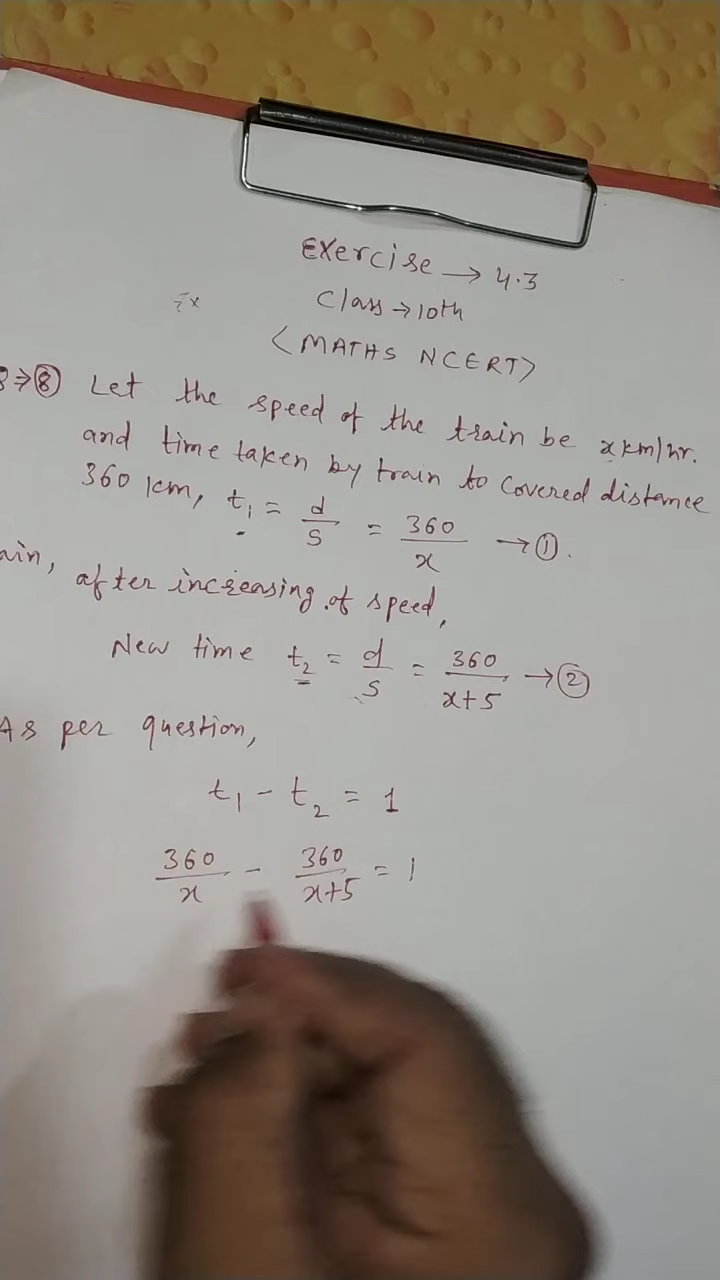 Exercise → 4.3
Class → 10th
<MATHS NCERT>
⇒ 8 Let the speed of the train be x km/hr.
and time taken by train to covered distance
360 km, t₁ = d/s = 360/x → ①.
ain, after increasing of speed,
New time t₂ = d/s = 360/x+5 → ②
As per question,
t₁ - t₂ = 1
360/x - 360/x+5 = 1